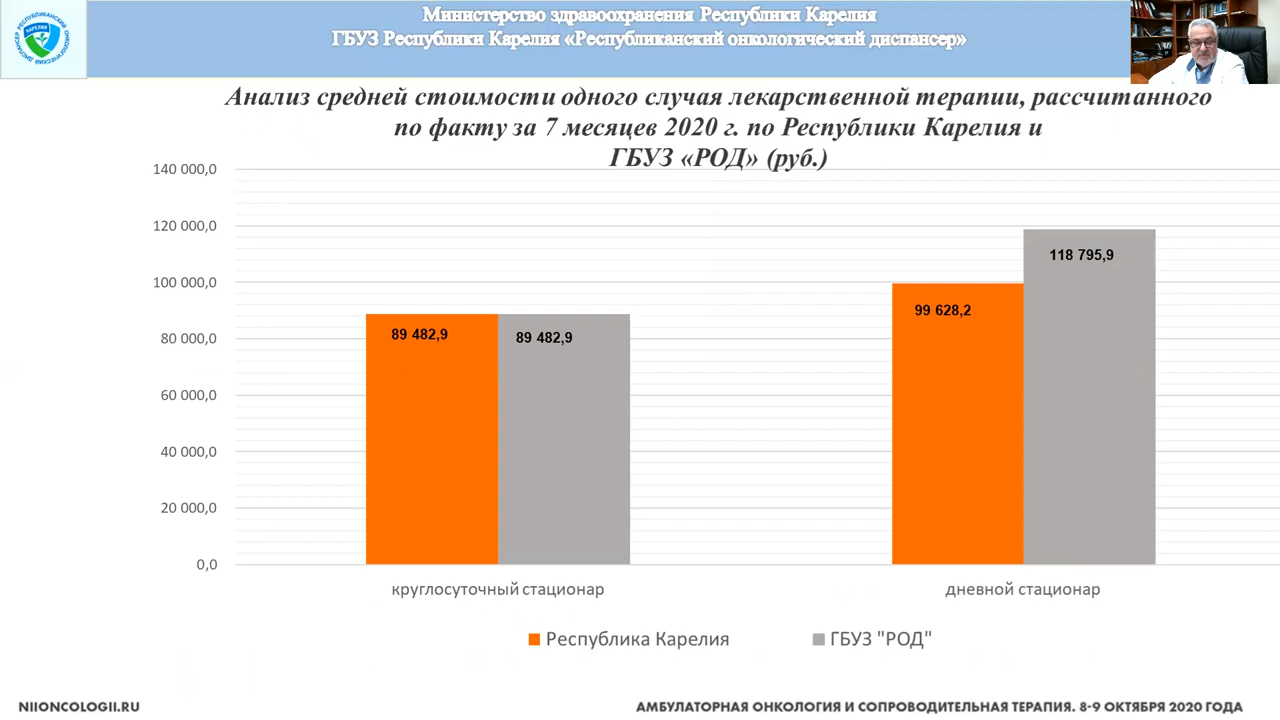 Министерство здравоохранения Республики Карелия
ГБУЗ Республики Карелия «Республиканский онкологический диспансер»
РЕСПУБЛИКАНСКИЙ ОНКОЛОГИЧЕСКИЙ ДИСПАНСЕР
КАРЕЛИЯ
Анализ средней стоимости одного случая лекарственной терапии, рассчитанного
по факту за 7 месяцев 2020 г. по Республики Карелия и
ГБУЗ «РОД» (руб.)
140 000,0
120 000,0
100 000,0
80 000,0
60 000,0
40 000,0
20 000,0
0,0
89 482,9
89 482,9
99 628,2
118 795,9
круглосуточный стационар
дневной стационар
Республика Карелия
ГБУЗ "РОД"
NIIONCOLOGII.RU
АМБУЛАТОРНАЯ ОНКОЛОГИЯ И СОПРОВОДИТЕЛЬНАЯ ТЕРАПИЯ. 8-9 ОКТЯБРЯ 2020 ГОДА